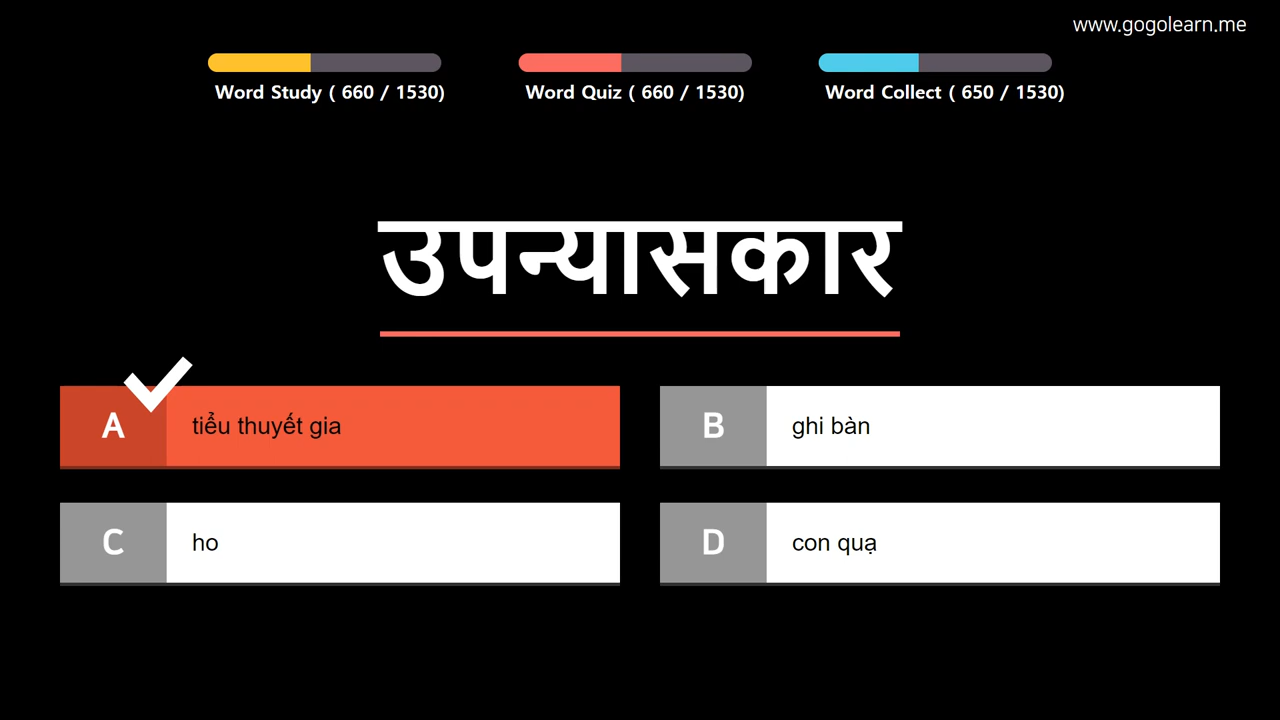 www.gogolearn.me
Word Study ( 660 / 1530)
Word Quiz ( 660 / 1530)
Word Collect ( 650 / 1530)
उपन्यासकार
A tiểu thuyết gia
B ghi bàn
C ho
D con quạ